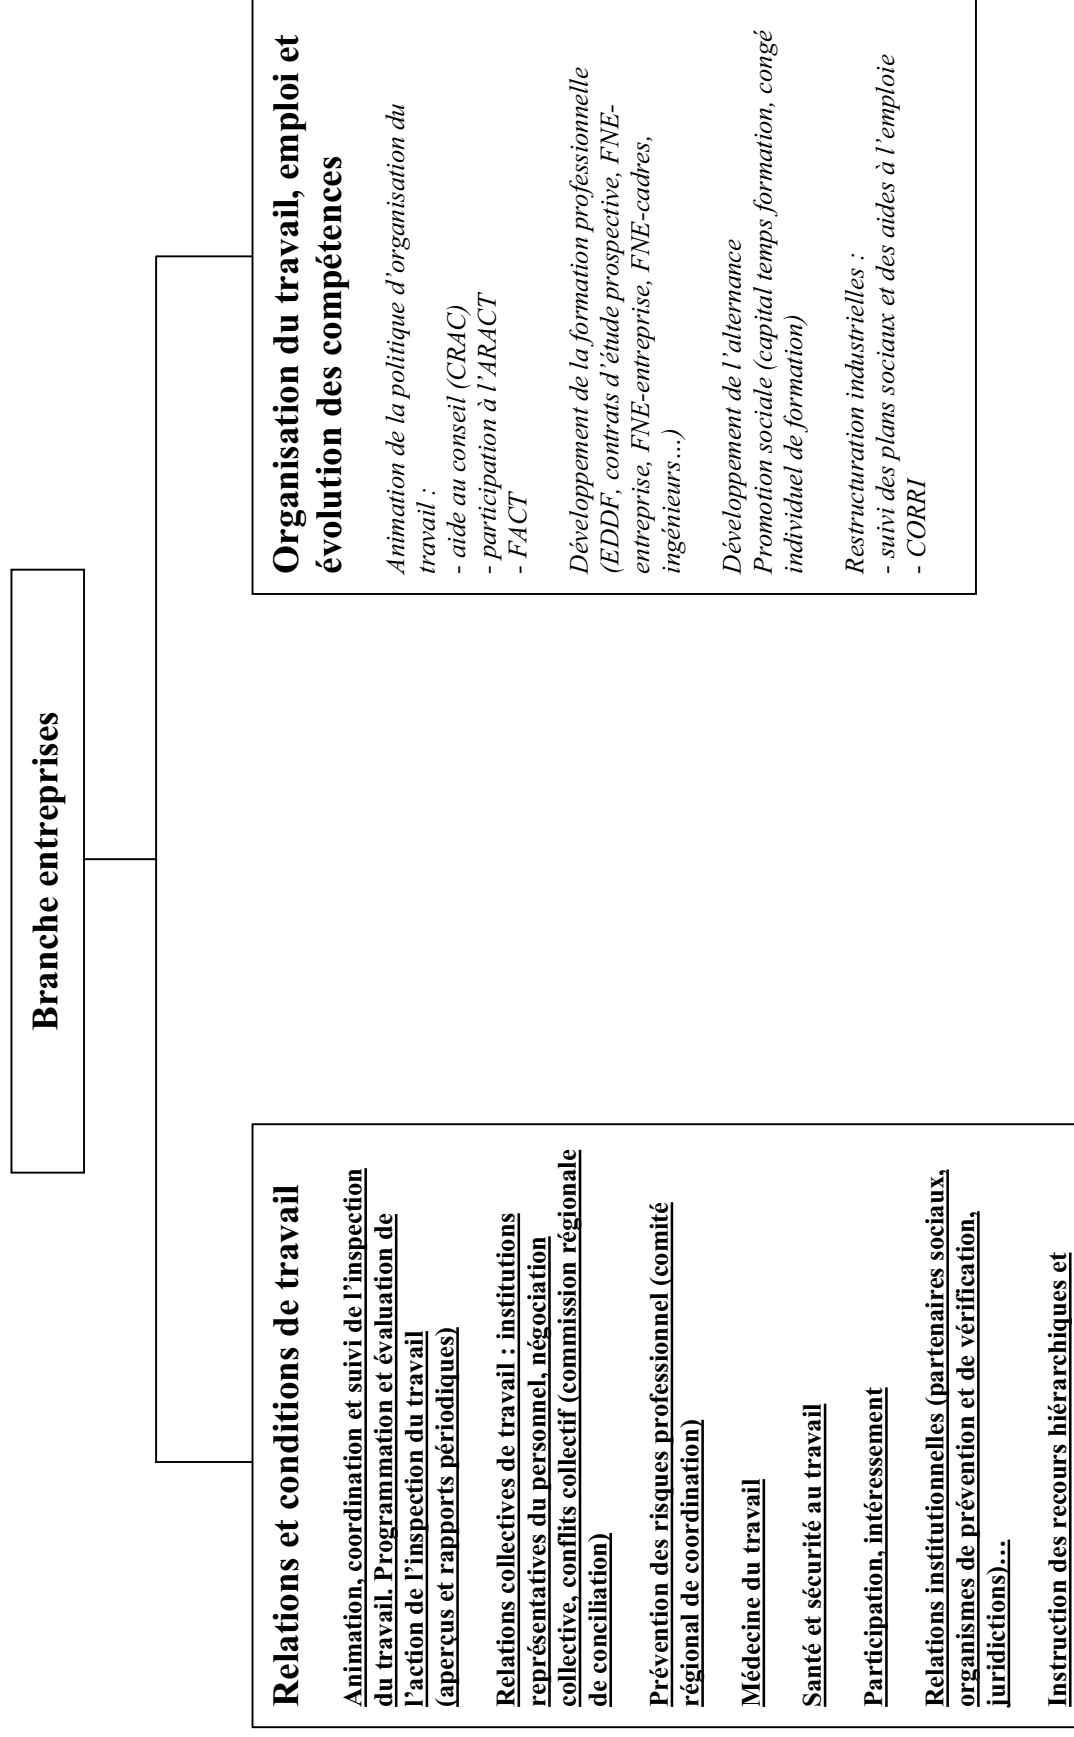 Branche entreprises
Relations et conditions de travail
Animation, coordination et suivi de l'inspection
du travail. Programmation et évaluation de
l'action de l'inspection du travail
(aperçus et rapports périodiques)
Relations collectives de travail : institutions
représentatives du personnel, négociation
collective, conflits collectif (commission régionale
de conciliation)
Prévention des risques professionnel (comité
régional de coordination)
Médecine du travail
Santé et sécurité au travail
Participation, intéressement
Relations institutionnelles (partenaires sociaux,
organismes de prévention et de vérification,
juridictions)…
Instruction des recours hiérarchiques et
Organisation du travail, emploi et
évolution des compétences
Animation de la politique d'organisation du
travail :
- aide au conseil (CRAC)
- participation à l'ARACT
- FACT
Développement de la formation professionnelle
(EDDF, contrats d'étude prospective, FNE-
entreprise, FNE-entreprise, FNE-cadres,
ingénieurs…)
Développement de l'alternance
Promotion sociale (capital temps formation, congé
individuel de formation)
Restructuration industrielles :
- suivi des plans sociaux et des aides à l'emploie
- CORRI